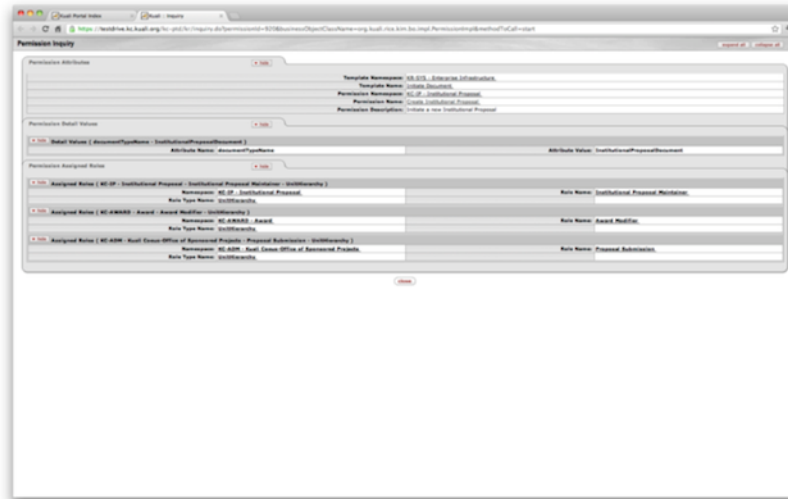 Kuali Portal Index
Kuali :: Inquiry
https://testdrive.kc.kuali.org/kc-ptd/kr/inquiry.do?permissionId=929&businessObjectClassName=org.kuali.rice.kim.bo.impl.PermissionImpl&methodToCall=start
Permission Inquiry
expand all collapse all
Permission Attributes
hide
Template Namespace: KR-SYS - Enterprise Infrastructure
Template Name: Initiate Document
Permission Namespace: KC-IP - Institutional Proposal
Permission Name: Create Institutional Proposal
Permission Description: Initiate a new Institutional Proposal
Permission Detail Values
hide
hide Detail Values ( documentTypeName - InstitutionalProposalDocument )
Attribute Name: documentTypeName Attribute Value: InstitutionalProposalDocument
Permission Assigned Roles
hide
hide Assigned Roles ( KC-IP - Institutional Proposal - Institutional Proposal Maintainer - UnitHierarchy )
Namespace: KC-IP - Institutional Proposal Role Name: Institutional Proposal Maintainer
Role Type Name: UnitHierarchy
hide Assigned Roles ( KC-AWARD - Award - Award Modifier - UnitHierarchy )
Namespace: KC-AWARD - Award Role Name: Award Modifier
Role Type Name: UnitHierarchy
hide Assigned Roles ( KC-ADM - Kuali Coeus-Office of Sponsored Projects - Proposal Submission - UnitHierarchy )
Namespace: KC-ADM - Kuali Coeus-Office of Sponsored Projects Role Name: Proposal Submission
Role Type Name: UnitHierarchy
close